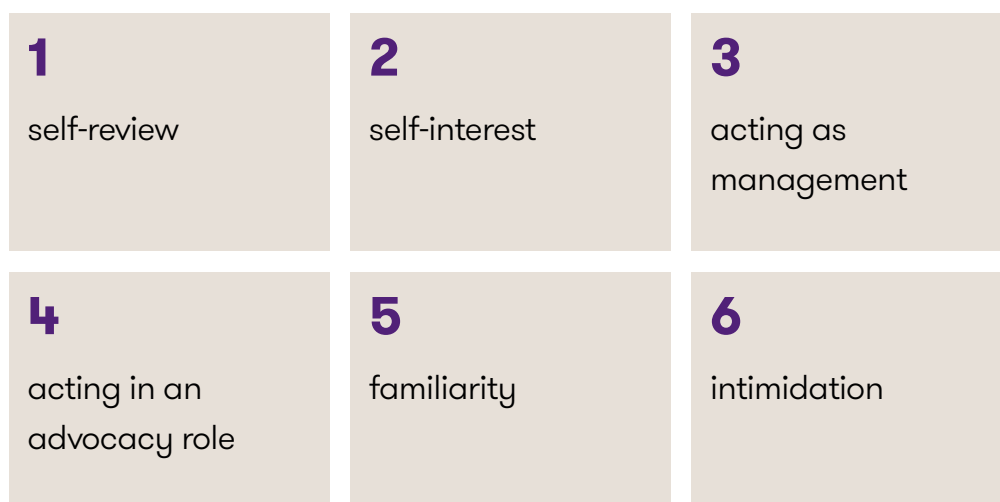 1
self-review
2
self-interest
3
acting as
management
4
acting in an
advocacy role
5
familiarity
6
intimidation